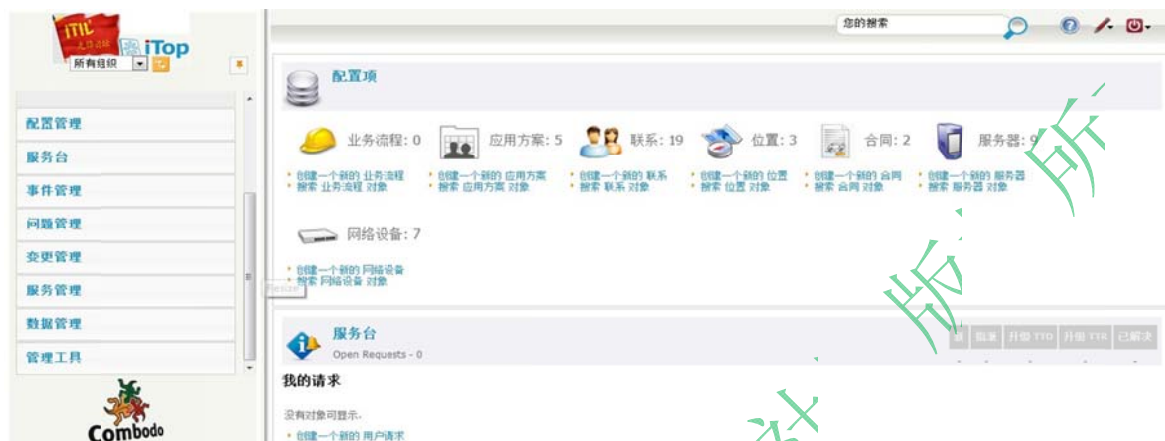 ITIL
iTop
所有组织
您的搜索
配置管理
服务台
事件管理
问题管理
变更管理
服务管理
数据管理
管理工具
Combodo
配置项
业务流程: 0
应用方案: 5
联系: 19
位置: 3
合同: 2
服务器: 9
创建一个新的 业务流程
搜索 业务流程 对象
创建一个新的 应用方案
搜索 应用方案 对象
创建一个新的 联系
搜索 联系 对象
创建一个新的 位置
搜索 位置 对象
创建一个新的 合同
搜索 合同 对象
创建一个新的 服务器
搜索 服务器 对象
网络设备: 7
创建一个新的 网络设备
搜索 网络设备 对象
Resize
服务台
Open Requests - 0
升级 TTO
升级 TTR
已解决
我的请求
没有对象可显示.
创建一个新的 用户请求
版
所
社